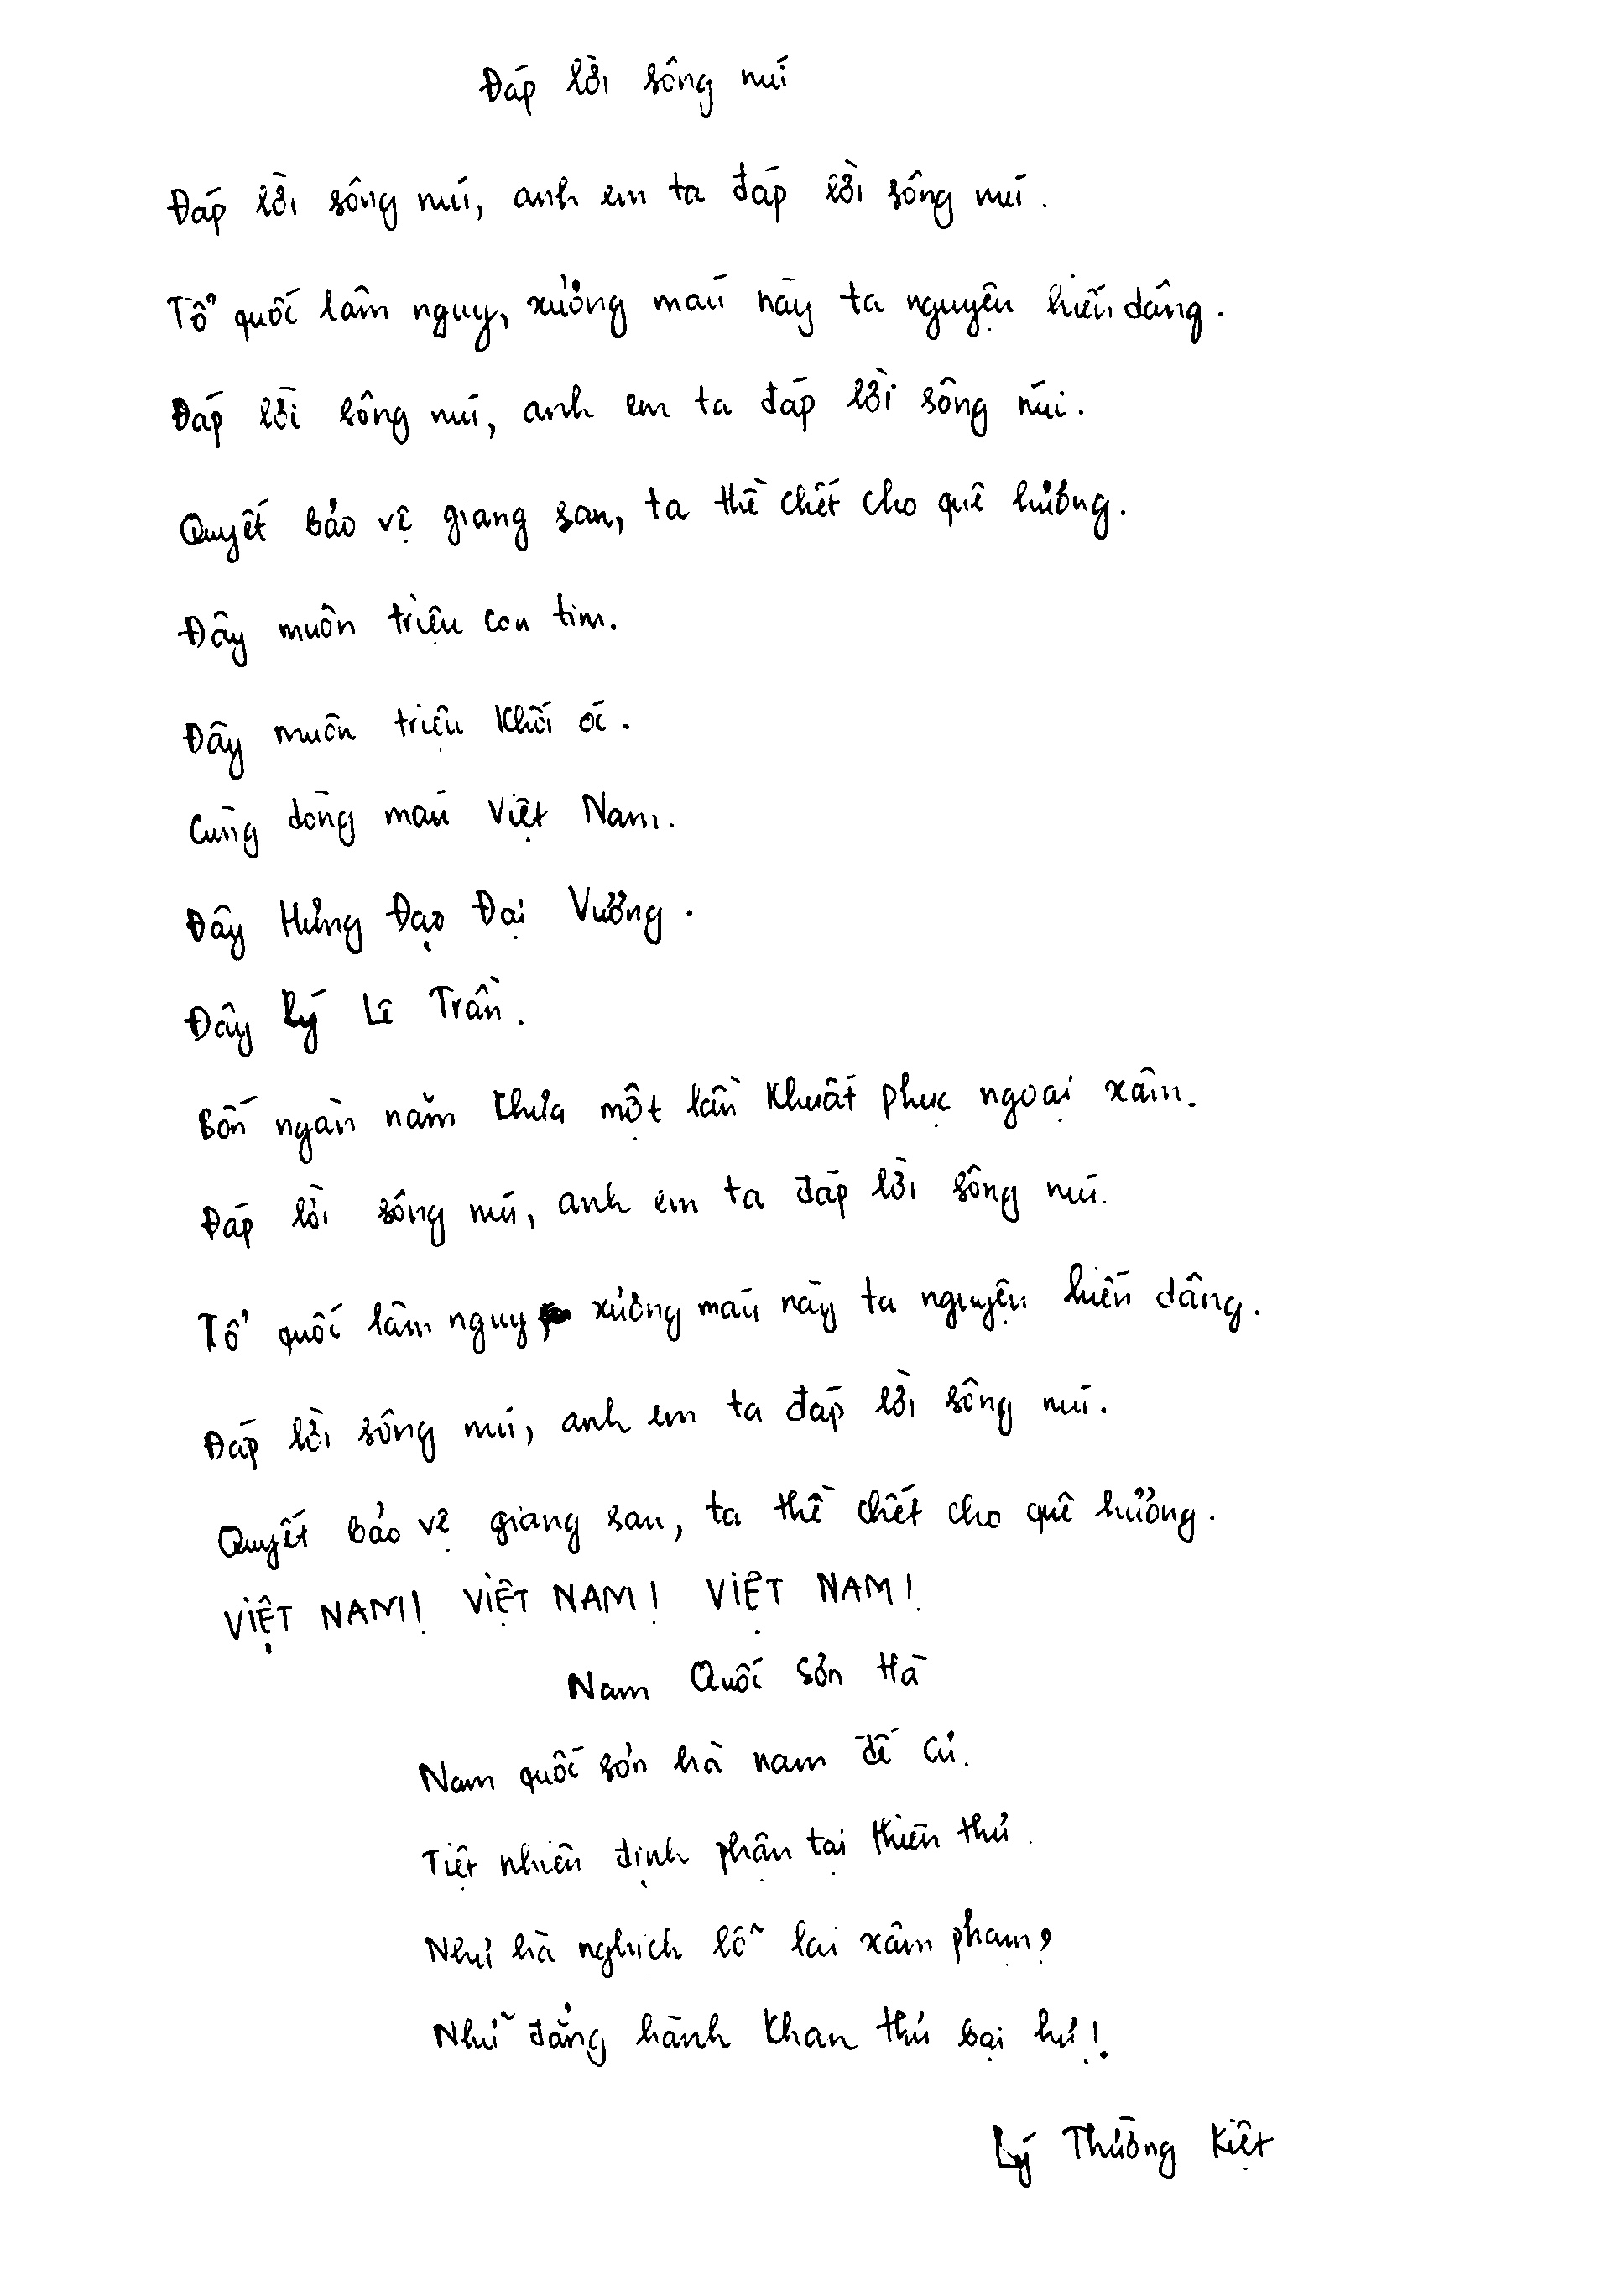 Đáp lời sông núi
Đáp lời sông núi, anh em ta đáp lời sông núi.
Tổ quốc lâm nguy, xương máu này ta nguyện hiến dâng.
Đáp lời sông núi, anh em ta đáp lời sông núi.
Quyết bảo vệ giang san, ta thề chết cho quê hương.
Đây muôn triệu con tim.
Đây muôn triệu khối óc.
Cùng dòng máu Việt Nam.
Đây Hưng Đạo Đại Vương.
Đây Lý Lê Trần.
Bốn ngàn năm chưa một lần khuất phục ngoại xâm.
Đáp lời sông núi, anh em ta đáp lời sông núi.
Tổ quốc lâm nguy xương máu này ta nguyện hiến dâng.
Đáp lời sông núi, anh em ta đáp lời sông núi.
Quyết bảo vệ giang san, ta thề chết cho quê hương.
VIỆT NAM! VIỆT NAM! VIỆT NAM!
Nam Quốc Sơn Hà
Nam quốc sơn hà nam đế cư.
Tiệt nhiên định phận tại thiên thư.
Như hà nghịch lỗ lai xâm phạm,
Nhữ đẳng hành khan thủ bại hư!
Lý Thường Kiệt